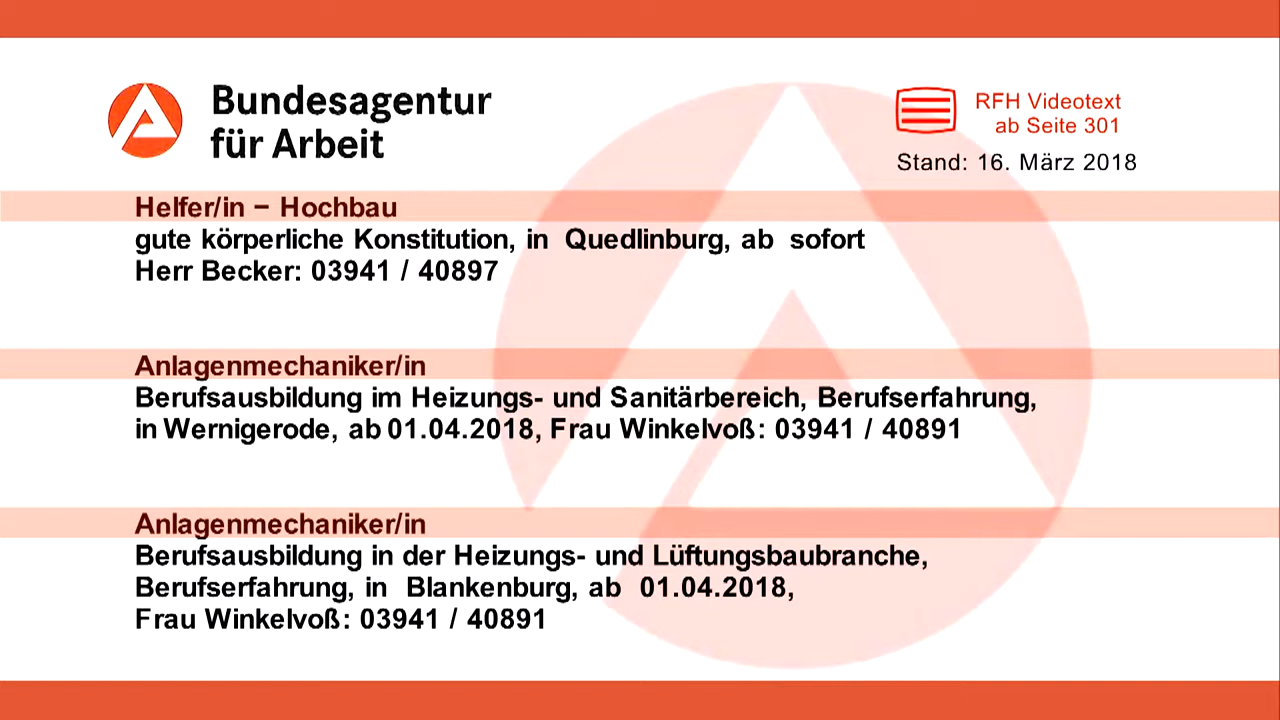 Bundesagentur
für Arbeit
RFH Videotext
ab Seite 301
Stand: 16. März 2018
Helfer/in – Hochbau
gute körperliche Konstitution, in Quedlinburg, ab sofort
Herr Becker: 03941 / 40897
Anlagenmechaniker/in
Berufsausbildung im Heizungs- und Sanitärbereich, Berufserfahrung,
in Wernigerode, ab 01.04.2018, Frau Winkelvoß: 03941 / 40891
Anlagenmechaniker/in
Berufsausbildung in der Heizungs- und Lüftungsbaubranche,
Berufserfahrung, in Blankenburg, ab 01.04.2018,
Frau Winkelvoß: 03941 / 40891